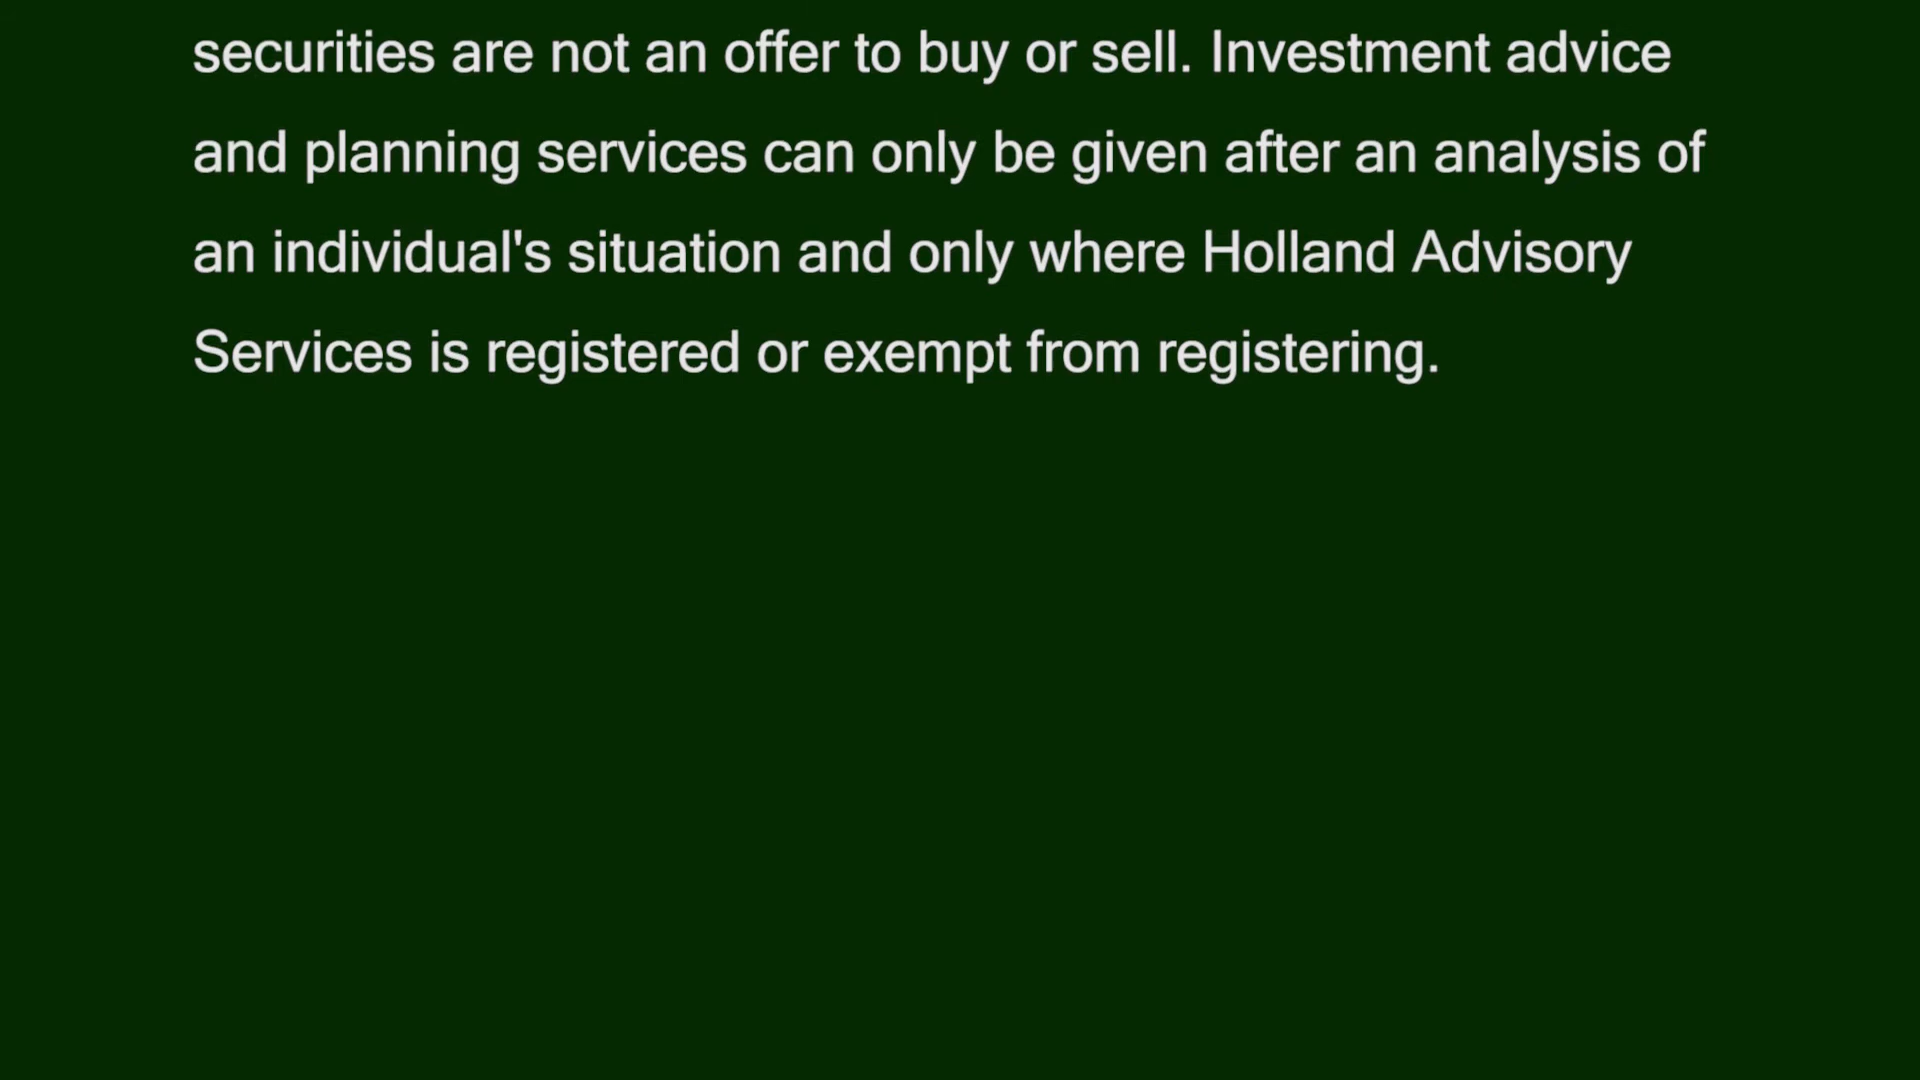 securities are not an offer to buy or sell. Investment advice
and planning services can only be given after an analysis of
an individual's situation and only where Holland Advisory
Services is registered or exempt from registering.